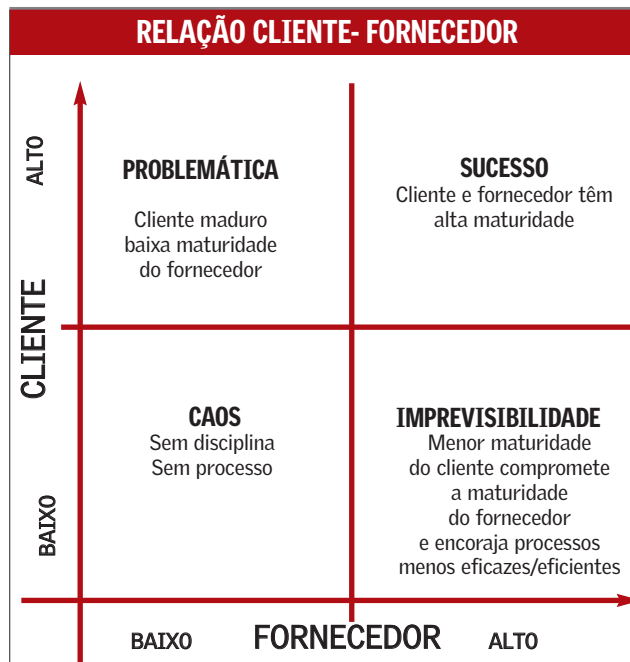 RELAÇÃO CLIENTE- FORNECEDOR
ALTO
CLIENTE
BAIXO
PROBLEMÁTICA
Cliente maduro
baixa maturidade
do fornecedor
SUCESSO
Cliente e fornecedor têm
alta maturidade
CAOS
Sem disciplina
Sem processo
IMPREVISIBILIDADE
Menor maturidade
do cliente compromete
a maturidade
do fornecedor
e encoraja processos
menos eficazes/eficientes
BAIXO
FORNECEDOR
ALTO